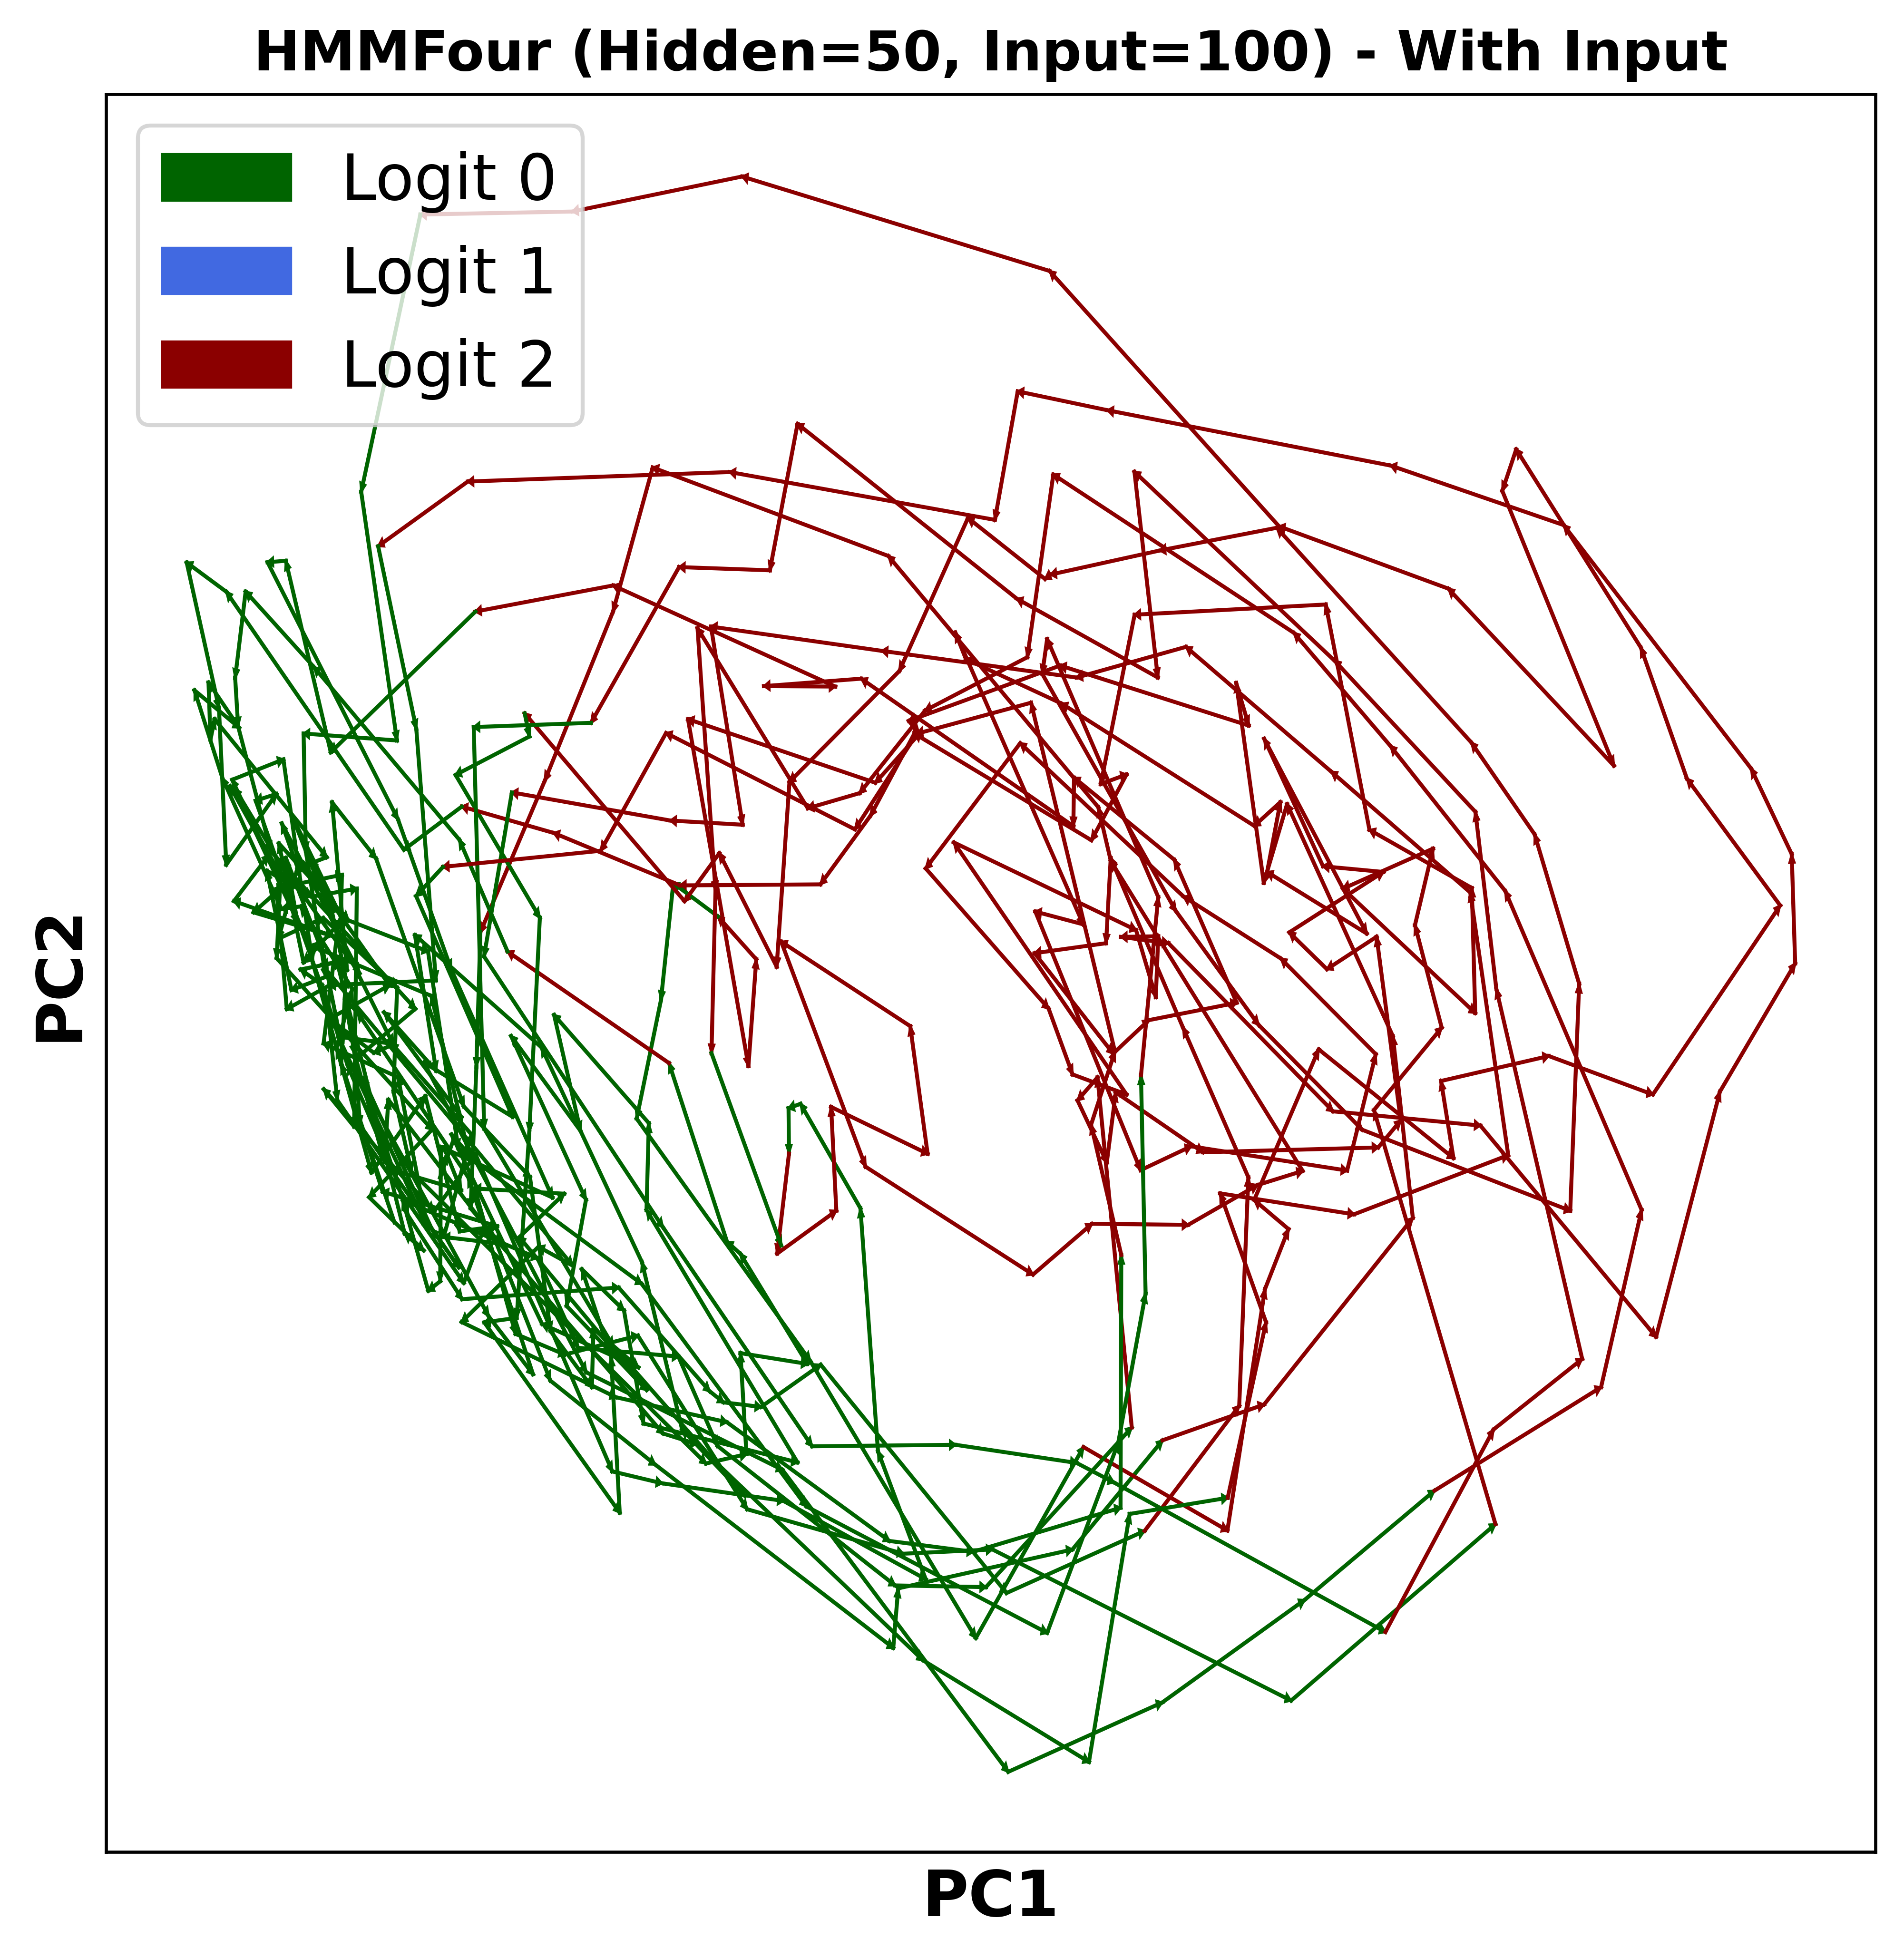 HMMFour (Hidden=50, Input=100) - With Input
Logit 0
Logit 1
Logit 2
PC2
PC1